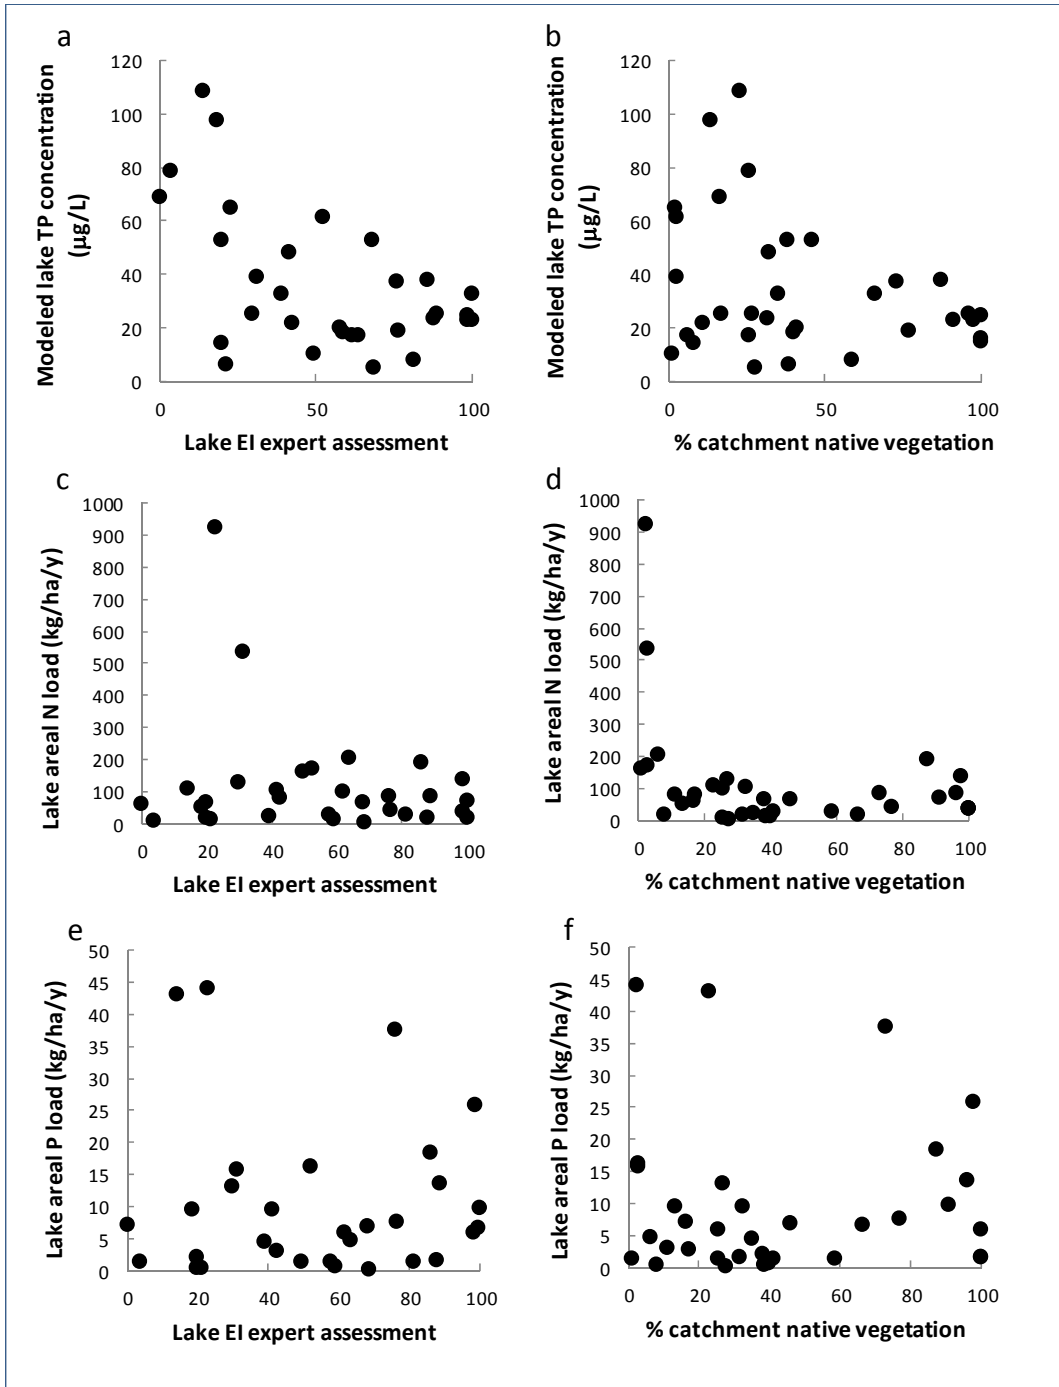 a
Modeled lake TP concentration
(µg/L)
120
100
80
60
40
20
0
0 50 100
Lake EI expert assessment
b
Modeled lake TP concentration
(µg/L)
120
100
80
60
40
20
0
0 50 100
% catchment native vegetation
c
Lake areal N load (kg/ha/y)
1000
900
800
700
600
500
400
300
200
100
0
0 20 40 60 80 100
Lake EI expert assessment
d
Lake areal N load (kg/ha/y)
1000
900
800
700
600
500
400
300
200
100
0
0 20 40 60 80 100
% catchment native vegetation
e
Lake areal P load (kg/ha/y)
50
45
40
35
30
25
20
15
10
5
0
0 20 40 60 80 100
Lake EI expert assessment
f
Lake areal P load (kg/ha/y)
50
45
40
35
30
25
20
15
10
5
0
0 20 40 60 80 100
% catchment native vegetation